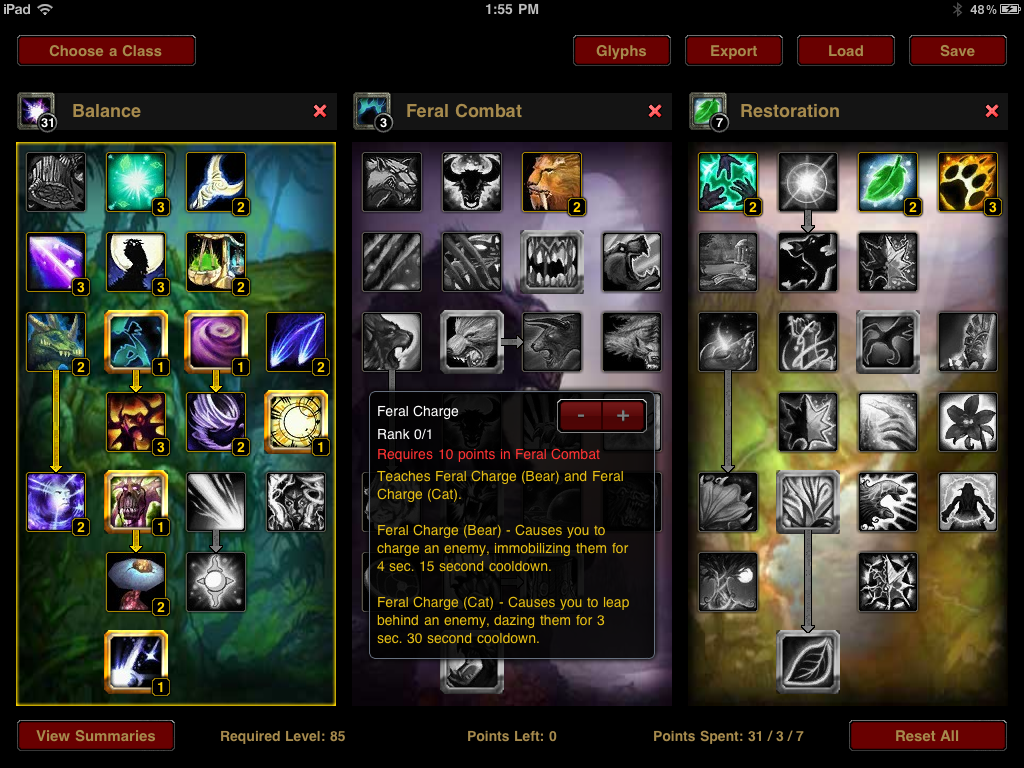 iPad 1:55 PM 48%
Choose a Class Glyphs Export Load Save
31 Balance 3 Feral Combat 7 Restoration
3 2 2 2 2 3
3 3 2
2 1 1 2
3 2 1
Feral Charge - +
Rank 0/1
Requires 10 points in Feral Combat
Teaches Feral Charge (Bear) and Feral
Charge (Cat).
2 1
Feral Charge (Bear) - Causes you to
charge an enemy, immobilizing them for
4 sec. 15 second cooldown.
2
Feral Charge (Cat) - Causes you to leap
behind an enemy, dazing them for 3
sec. 30 second cooldown.
1
View Summaries Required Level: 85 Points Left: 0 Points Spent: 31 / 3 / 7 Reset All